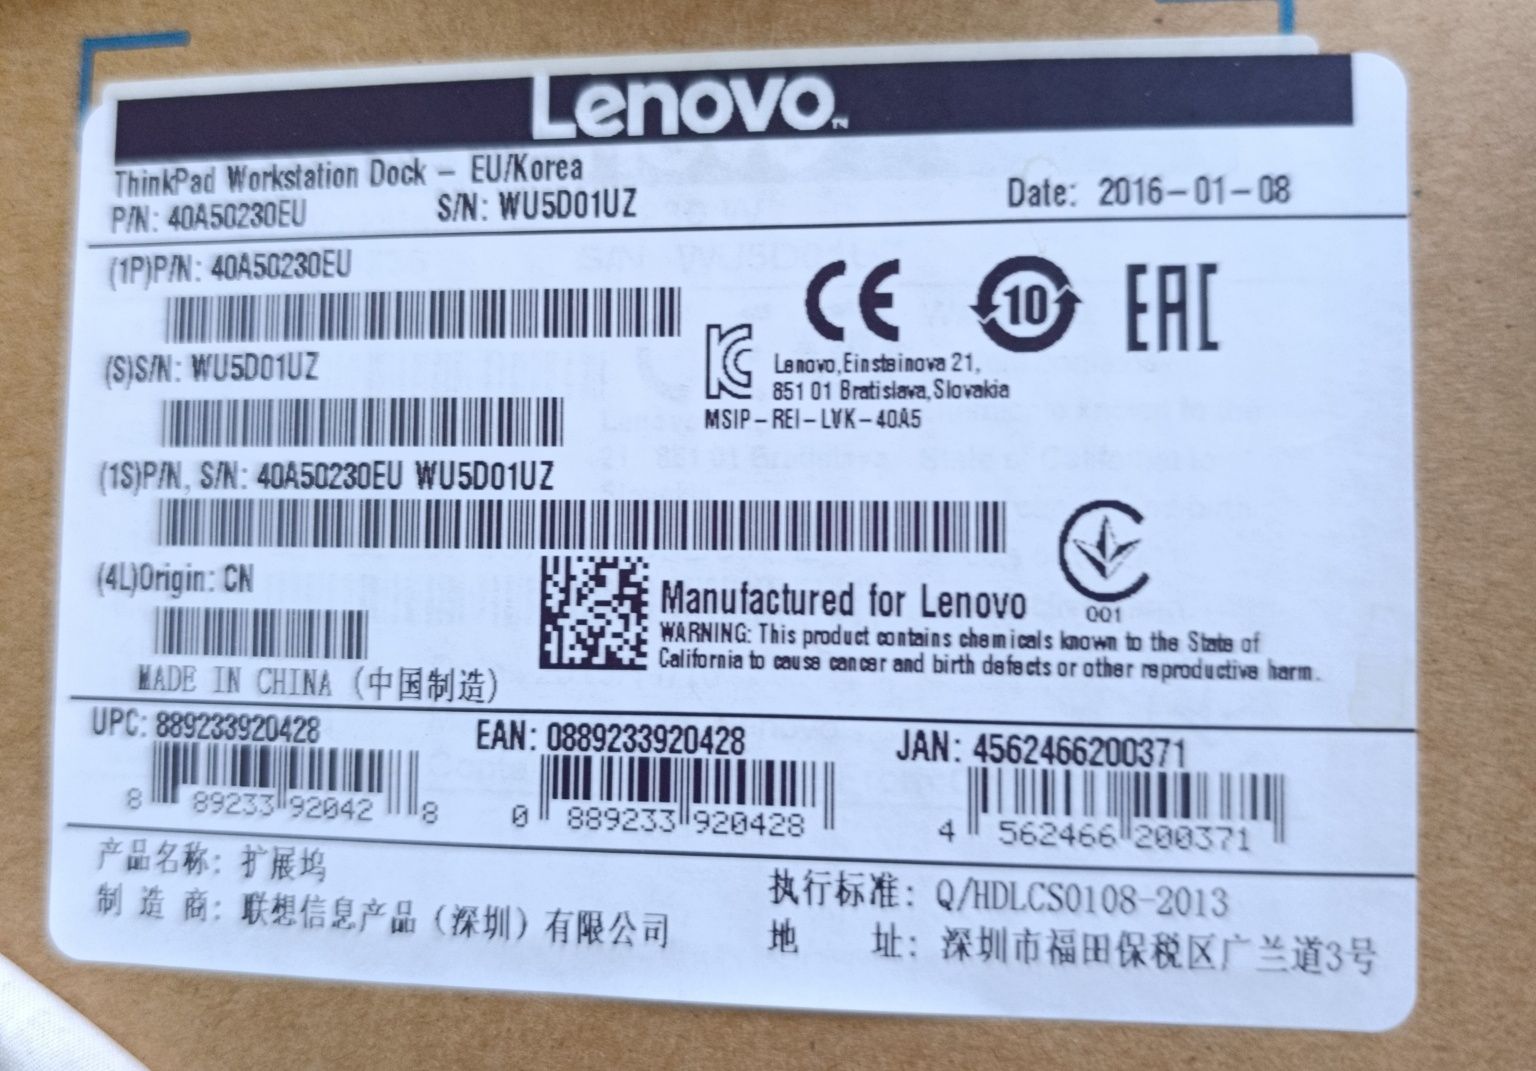 Lenovo™
ThinkPad Workstation Dock - EU/Korea
P/N: 40A50230EU S/N: WU5D01UZ Date: 2016-01-08
(1P)P/N: 40A50230EU
CE 10 EAC
(S)S/N: WU5D01UZ
KC Lenovo,Einsteinova 21,
851 01 Bratislava,Slovakia
MSIP-REI-LVK-40A5
(1S)P/N, S/N: 40A50230EU WU5D01UZ
(4L)Origin: CN
Manufactured for Lenovo
001
WARNING: This product contains chemicals known to the State of
California to cause cancer and birth defects or other reproductive harm.
MADE IN CHINA (中国制造)
UPC: 889233920428 EAN: 0889233920428 JAN: 4562466200371
8 89233 92042 8 0 889233 920428 4 562466 200371
产品名称: 扩展坞
制 造 商: 联想信息产品 (深圳) 有限公司
执行标准: Q/HDLCS0108-2013
地 址: 深圳市福田保税区广兰道3号